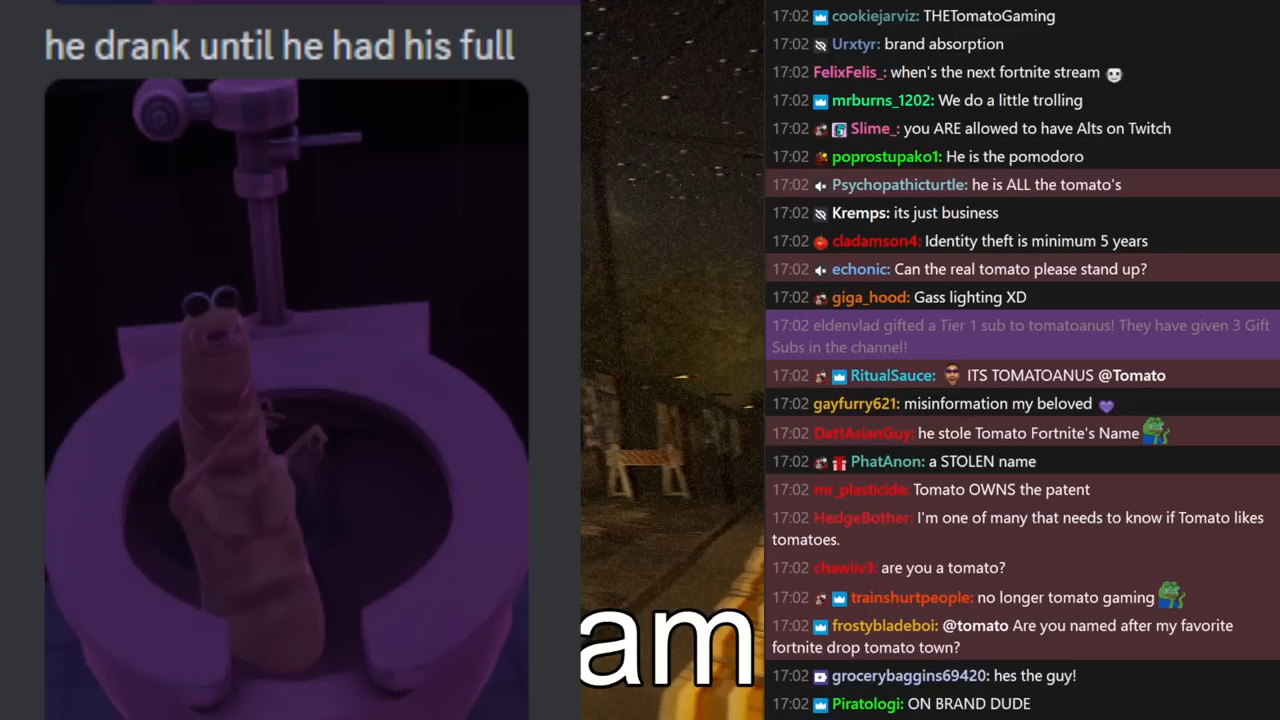 he drank until he had his full
am
17:02 cookiejarviz: THETomatoGaming
17:02 Urxtyr: brand absorption
17:02 FelixFelis_: when's the next fortnite stream
17:02 mrburns_1202: We do a little trolling
17:02 Slime_: you ARE allowed to have Alts on Twitch
17:02 poprostupako1: He is the pomodoro
17:02 Psychopathicturtle: he is ALL the tomato's
17:02 Kremps: its just business
17:02 cladamson4: Identity theft is minimum 5 years
17:02 echonic: Can the real tomato please stand up?
17:02 giga_hood: Gass lighting XD
17:02 eldenvlad gifted a Tier 1 sub to tomatoanus! They have given 3 Gift
Subs in the channel!
17:02 RitualSauce: ITS TOMATOANUS @Tomato
17:02 gayfurry621: misinformation my beloved
17:02 Dat1AsianGuy: he stole Tomato Fortnite's Name
17:02 PhatAnon: a STOLEN name
17:02 mr_plasticide: Tomato OWNS the patent
17:02 HedgeBother: I'm one of many that needs to know if Tomato likes
tomatoes.
17:02 chawliv3: are you a tomato?
17:02 trainshurtpeople: no longer tomato gaming
17:02 frostybladeboi: @tomato Are you named after my favorite
fortnite drop tomato town?
17:02 grocerybaggins69420: hes the guy!
17:02 Piratologi: ON BRAND DUDE